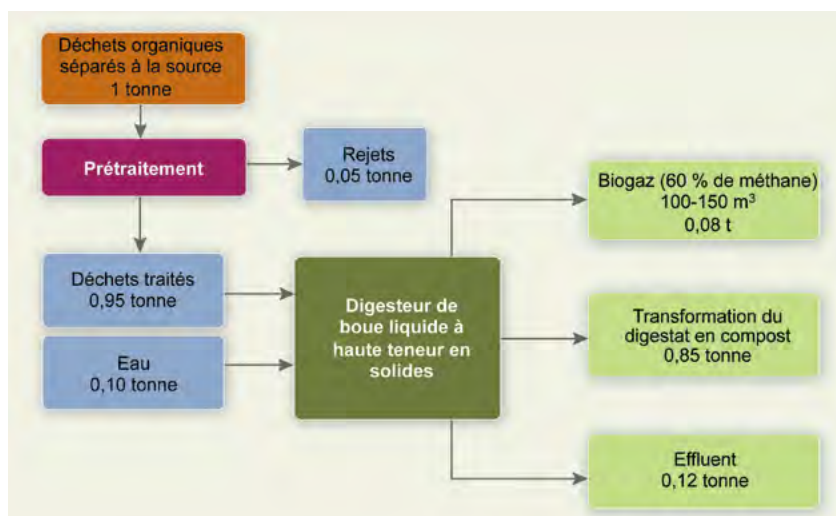 Déchets organiques
séparés à la source
1 tonne
Prétraitement
Rejets
0,05 tonne
Biogaz (60 % de méthane)
100-150 m³
0,08 t
Déchets traités
0,95 tonne
Digesteur de
boue liquide à
haute teneur en
solides
Transformation du
digestat en compost
0,85 tonne
Eau
0,10 tonne
Effluent
0,12 tonne